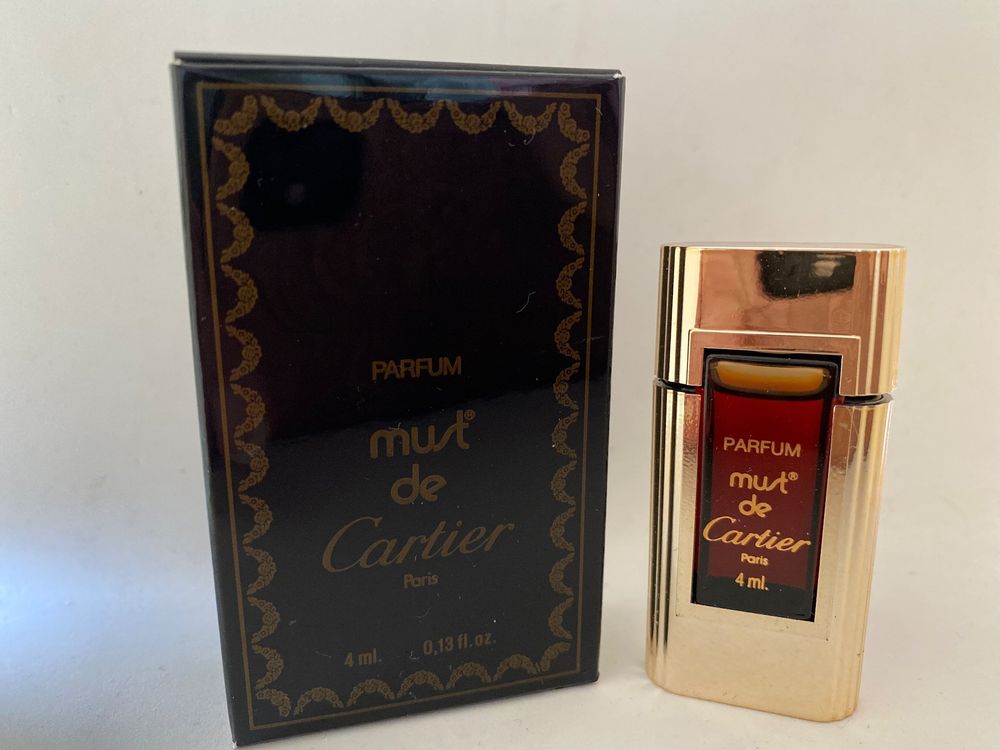 PARFUM
must®
de
Cartier
Paris
4 ml. 0,13 fl.oz.
PARFUM
must®
de
Cartier
Paris
4 ml.